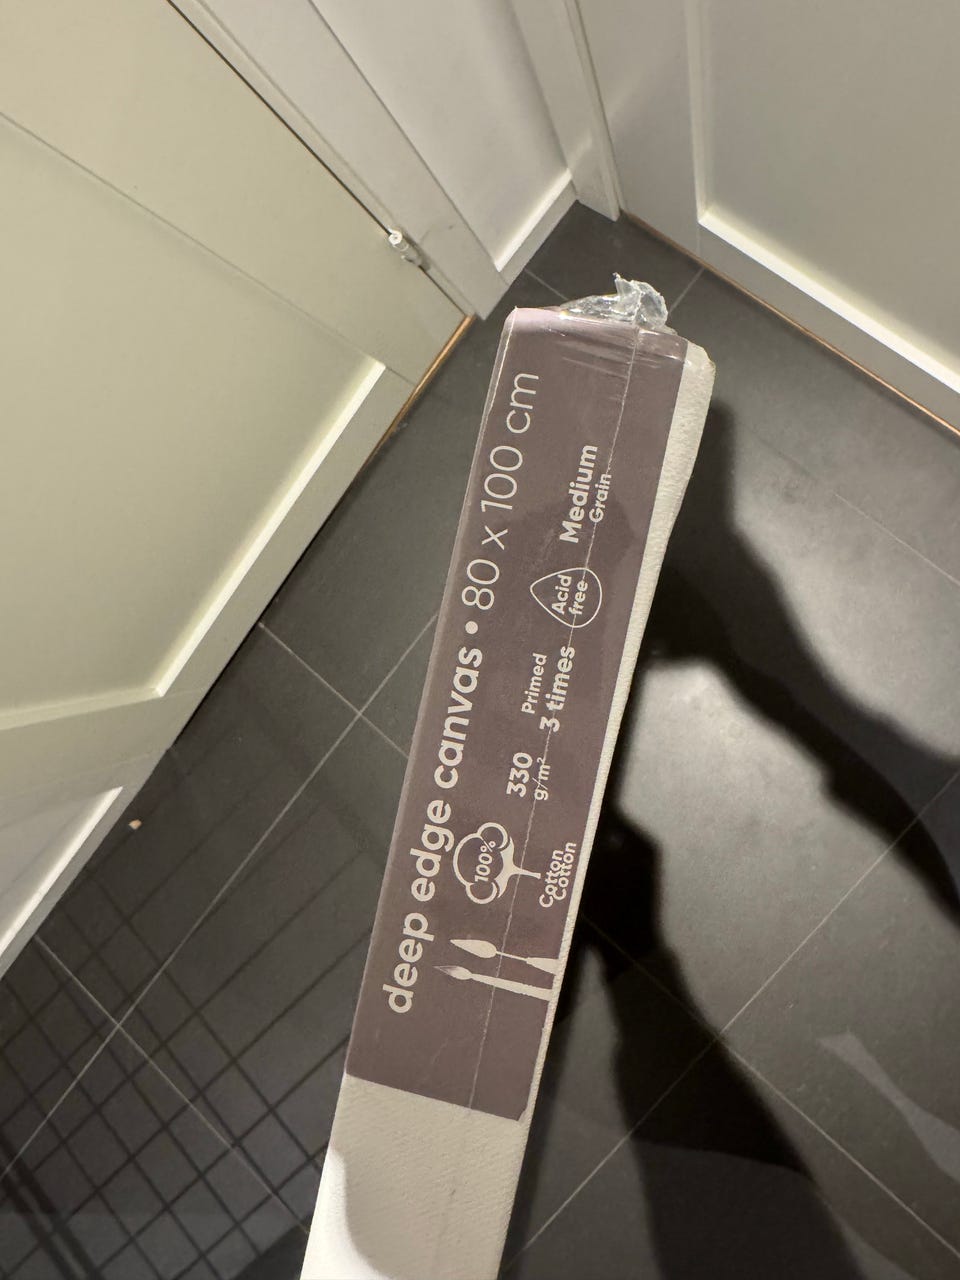 deep edge canvas • 80 x 100 cm
100%
Cotton
Cotton
330
g/m²
Primed
3 times
Acid
free
Medium
Grain